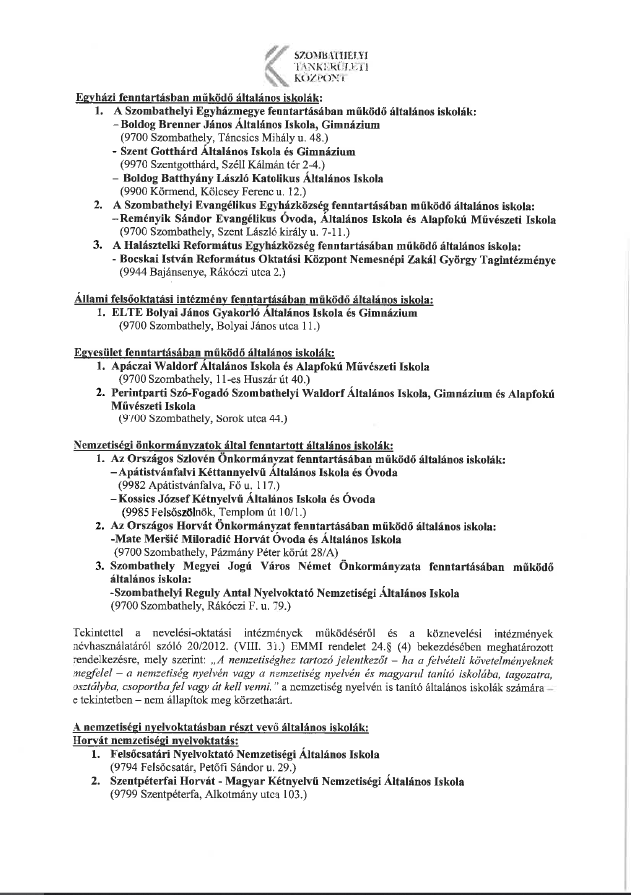 SZOMBATHELYI
TANKERÜLETI
KÖZPONT
Egyházi fenntartásban működő általános iskolák:
1. A Szombathelyi Egyházmegye fenntartásában működő általános iskolák:
– Boldog Brenner János Általános Iskola, Gimnázium
(9700 Szombathely, Táncsics Mihály u. 48.)
- Szent Gotthárd Általános Iskola és Gimnázium
(9970 Szentgotthárd, Széll Kálmán tér 2-4.)
– Boldog Batthyány László Katolikus Általános Iskola
(9900 Körmend, Kölcsey Ferenc u. 12.)
2. A Szombathelyi Evangélikus Egyházközség fenntartásában működő általános iskola:
–Reményik Sándor Evangélikus Óvoda, Általános Iskola és Alapfokú Művészeti Iskola
(9700 Szombathely, Szent László király u. 7-11.)
3. A Halásztelki Református Egyházközség fenntartásában működő általános iskola:
- Bocskai István Református Oktatási Központ Nemesnépi Zakál György Tagintézménye
(9944 Bajánsenye, Rákóczi utca 2.)
Állami felsőoktatási intézmény fenntartásában működő általános iskola:
1. ELTE Bolyai János Gyakorló Általános Iskola és Gimnázium
(9700 Szombathely, Bolyai János utca 11.)
Egyesület fenntartásában működő általános iskolák:
1. Apáczai Waldorf Általános Iskola és Alapfokú Művészeti Iskola
(9700 Szombathely, 11-es Huszár út 40.)
2. Perintparti Szó-Fogadó Szombathelyi Waldorf Általános Iskola, Gimnázium és Alapfokú
Művészeti Iskola
(9700 Szombathely, Sorok utca 44.)
Nemzetiségi önkormányzatok által fenntartott általános iskolák:
1. Az Országos Szlovén Önkormányzat fenntartásában működő általános iskolák:
– Apátistvánfalvi Kéttannyelvű Általános Iskola és Óvoda
(9982 Apátistvánfalva, Fő u. 117.)
– Kossics József Kétnyelvű Általános Iskola és Óvoda
(9985 Felsőszölnök, Templom út 10/1.)
2. Az Országos Horvát Önkormányzat fenntartásában működő általános iskola:
-Mate Meršić Miloradić Horvát Óvoda és Általános Iskola
(9700 Szombathely, Pázmány Péter körút 28/A)
3. Szombathely Megyei Jogú Város Német Önkormányzata fenntartásában működő
általános iskola:
-Szombathelyi Reguly Antal Nyelvoktató Nemzetiségi Általános Iskola
(9700 Szombathely, Rákóczi F. u. 79.)
Tekintettel a nevelési-oktatási intézmények működéséről és a köznevelési intézmények
névhasználatáról szóló 20/2012. (VIII. 31.) EMMI rendelet 24.§ (4) bekezdésében meghatározott
rendelkezésre, mely szerint: „A nemzetiséghez tartozó jelentkezőt – ha a felvételi követelményeknek
megfelel – a nemzetiség nyelvén vagy a nemzetiség nyelvén és magyarul tanító iskolába, tagozatra,
osztályba, csoportba fel vagy át kell venni." a nemzetiség nyelvén is tanító általános iskolák számára –
e tekintetben – nem állapítok meg körzethatárt.
A nemzetiségi nyelvoktatásban részt vevő általános iskolák:
Horvát nemzetiségi nyelvoktatás:
1. Felsőcsatári Nyelvoktató Nemzetiségi Általános Iskola
(9794 Felsőcsatár, Petőfi Sándor u. 29.)
2. Szentpéterfai Horvát - Magyar Kétnyelvű Nemzetiségi Általános Iskola
(9799 Szentpéterfa, Alkotmány utca 103.)